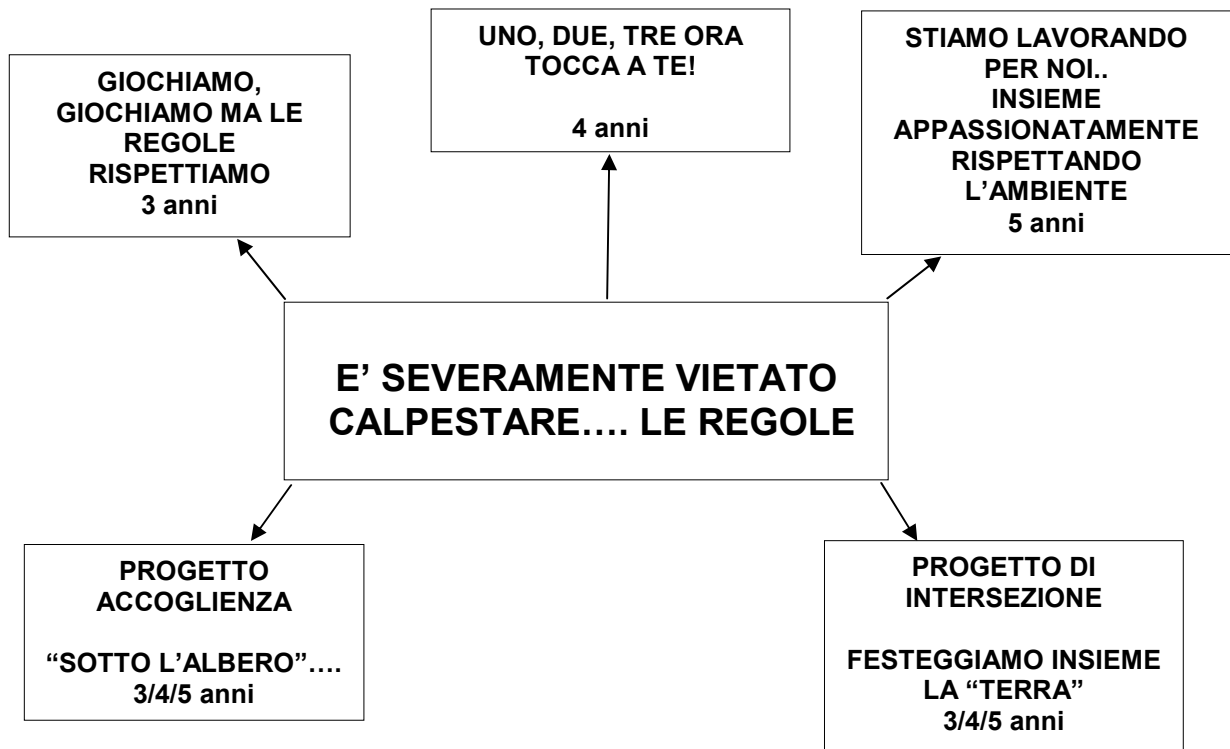 GIOCHIAMO,
GIOCHIAMO MA LE
REGOLE
RISPETTIAMO
3 anni
UNO, DUE, TRE ORA
TOCCA A TE!
4 anni
STIAMO LAVORANDO
PER NOI..
INSIEME
APPASSIONATAMENTE
RISPETTANDO
L’AMBIENTE
5 anni
E’ SEVERAMENTE VIETATO
CALPESTARE…. LE REGOLE
PROGETTO
ACCOGLIENZA
“SOTTO L’ALBERO”….
3/4/5 anni
PROGETTO DI
INTERSEZIONE
FESTEGGIAMO INSIEME
LA “TERRA”
3/4/5 anni